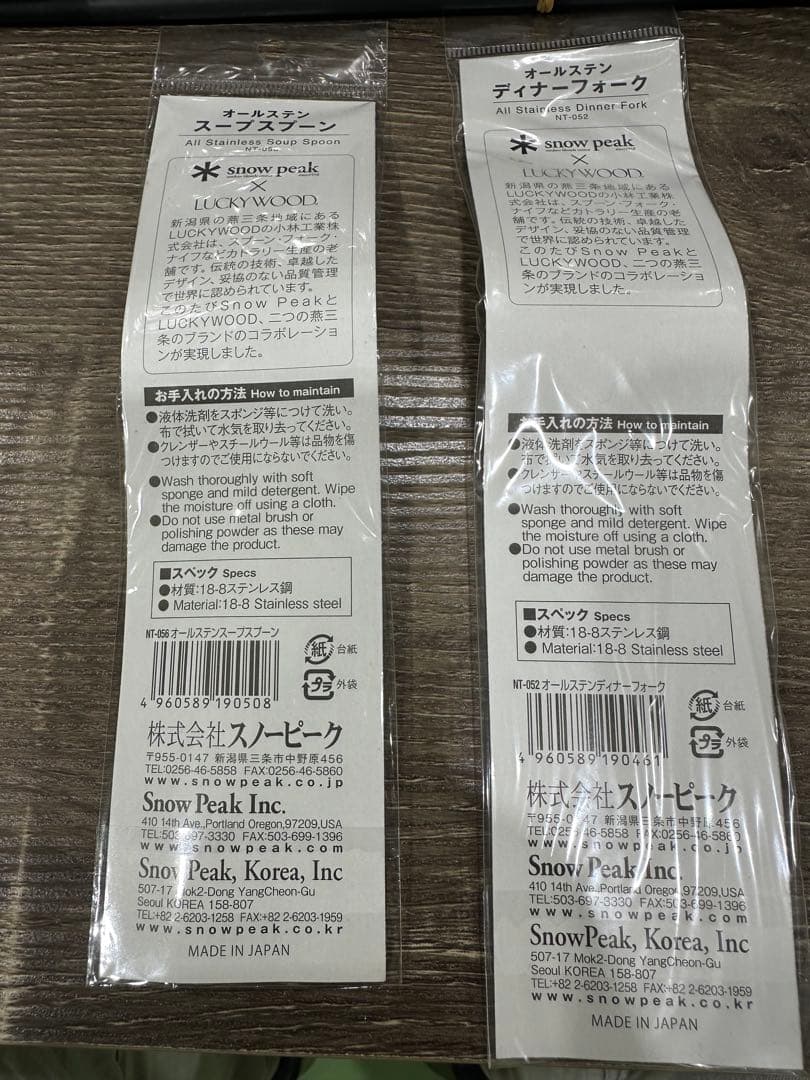 オールステン
スープスプーン
All Stainless Soup Spoon
snow peak
×
LUCKYWOOD
新潟県の燕三条地域にある
LUCKYWOODの小林工業株
式会社は、スプーン・フォーク・
ナイフなどカトラリー生産の老
舗です。伝統の技術、卓越した
デザイン、妥協のない品質管理
で世界に認められています。
このたびSnow Peakと
LUCKYWOOD、二つの燕三
条のブランドのコラボレーショ
ンが実現しました。
お手入れの方法 How to maintain
●液体洗剤をスポンジ等につけて洗い。
布で拭いて水気を取り去ってください。
●クレンザーやスチールウール等は品物を傷
つけますのでご使用にならないでください。
●Wash thoroughly with soft
sponge and mild detergent. Wipe
the moisture off using a cloth.
●Do not use metal brush or
polishing powder as these may
damage the product.
■スペック Specs
●材質:18-8ステンレス鋼
● Material:18-8 Stainless steel
NT-056 オールステンスープスプーン
紙 台紙
プラ 外袋
4 960589 190508
株式会社スノーピーク
〒955-0147 新潟県三条市中野原456
TEL:0256-46-5858 FAX:0256-46-5860
www.snowpeak.co.jp
Snow Peak Inc.
410 14th Ave.,Portland Oregon,97209,USA
TEL:503-697-3330 FAX:503-699-1396
www.snowpeak.com
SnowPeak, Korea, Inc
507-17 Mok2-Dong YangCheon-Gu
Seoul KOREA 158-807
TEL:+82 2-6203-1258 FAX:+82 2-6203-1959
www.snowpeak.co.kr
MADE IN JAPAN
オールステン
ディナーフォーク
All Stainless Dinner Fork
NT-052
snow peak
×
LUCKYWOOD
新潟県の燕三条地域にある
LUCKYWOODの小林工業株
式会社は、スプーン・フォーク・
ナイフなどカトラリー生産の老
舗です。伝統の技術、卓越した
デザイン、妥協のない品質管理
で世界に認められています。
このたびSnow Peakと
LUCKYWOOD、二つの燕三
条のブランドのコラボレーショ
ンが実現しました。
お手入れの方法 How to maintain
●液体洗剤をスポンジ等につけて洗い。
布で拭いて水気を取り去ってください。
●クレンザーやスチールウール等は品物を傷
つけますのでご使用にならないでください。
●Wash thoroughly with soft
sponge and mild detergent. Wipe
the moisture off using a cloth.
●Do not use metal brush or
polishing powder as these may
damage the product.
■スペック Specs
●材質:18-8ステンレス鋼
● Material:18-8 Stainless steel
NT-052 オールステンディナーフォーク
紙 台紙
プラ 外袋
4 960589 190461
株式会社スノーピーク
〒955-0147 新潟県三条市中野原456
TEL:0256-46-5858 FAX:0256-46-5860
www.snowpeak.co.jp
Snow Peak Inc.
410 14th Ave.,Portland Oregon,97209,USA
TEL:503-697-3330 FAX:503-699-1396
www.snowpeak.com
SnowPeak, Korea, Inc
507-17 Mok2-Dong YangCheon-Gu
Seoul KOREA 158-807
TEL:+82 2-6203-1258 FAX:+82 2-6203-1959
www.snowpeak.co.kr
MADE IN JAPAN